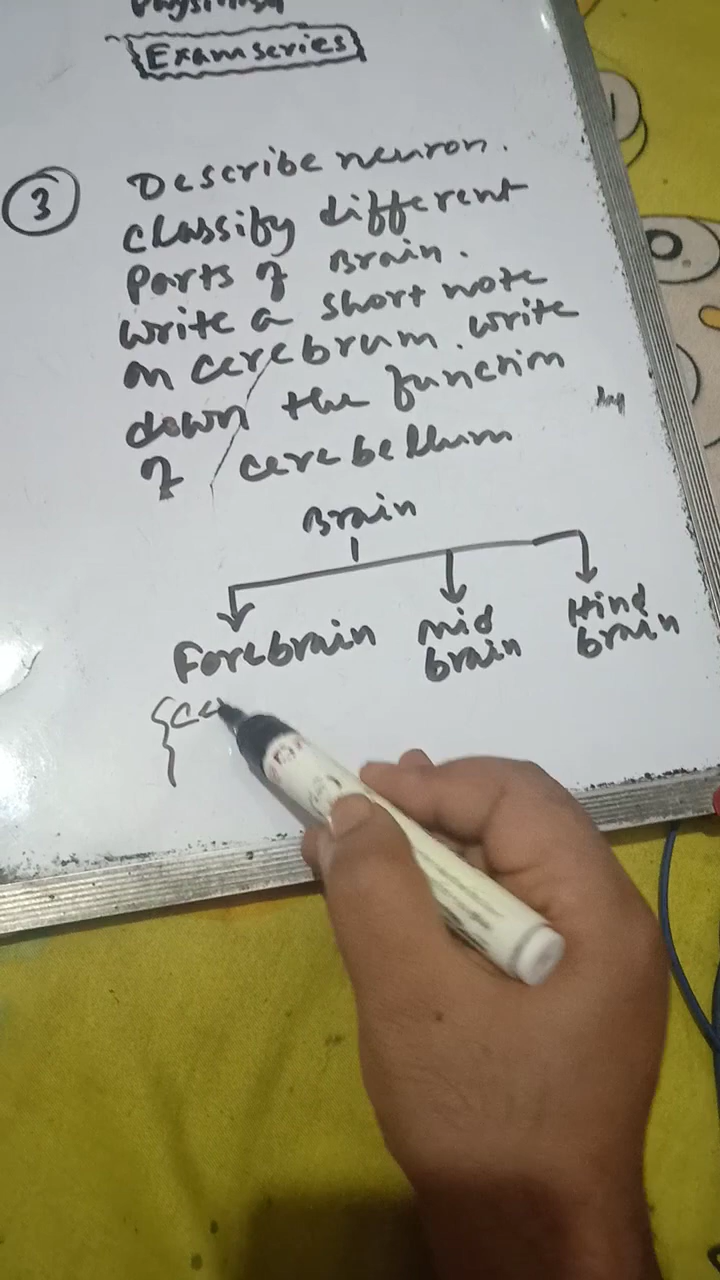 Exam series
3
Describe neuron.
classify different
parts of Brain.
write a short note
on cerebrum. write
down the function
of cerebellum
Brain
Forebrain
Mid
brain
Hind
brain